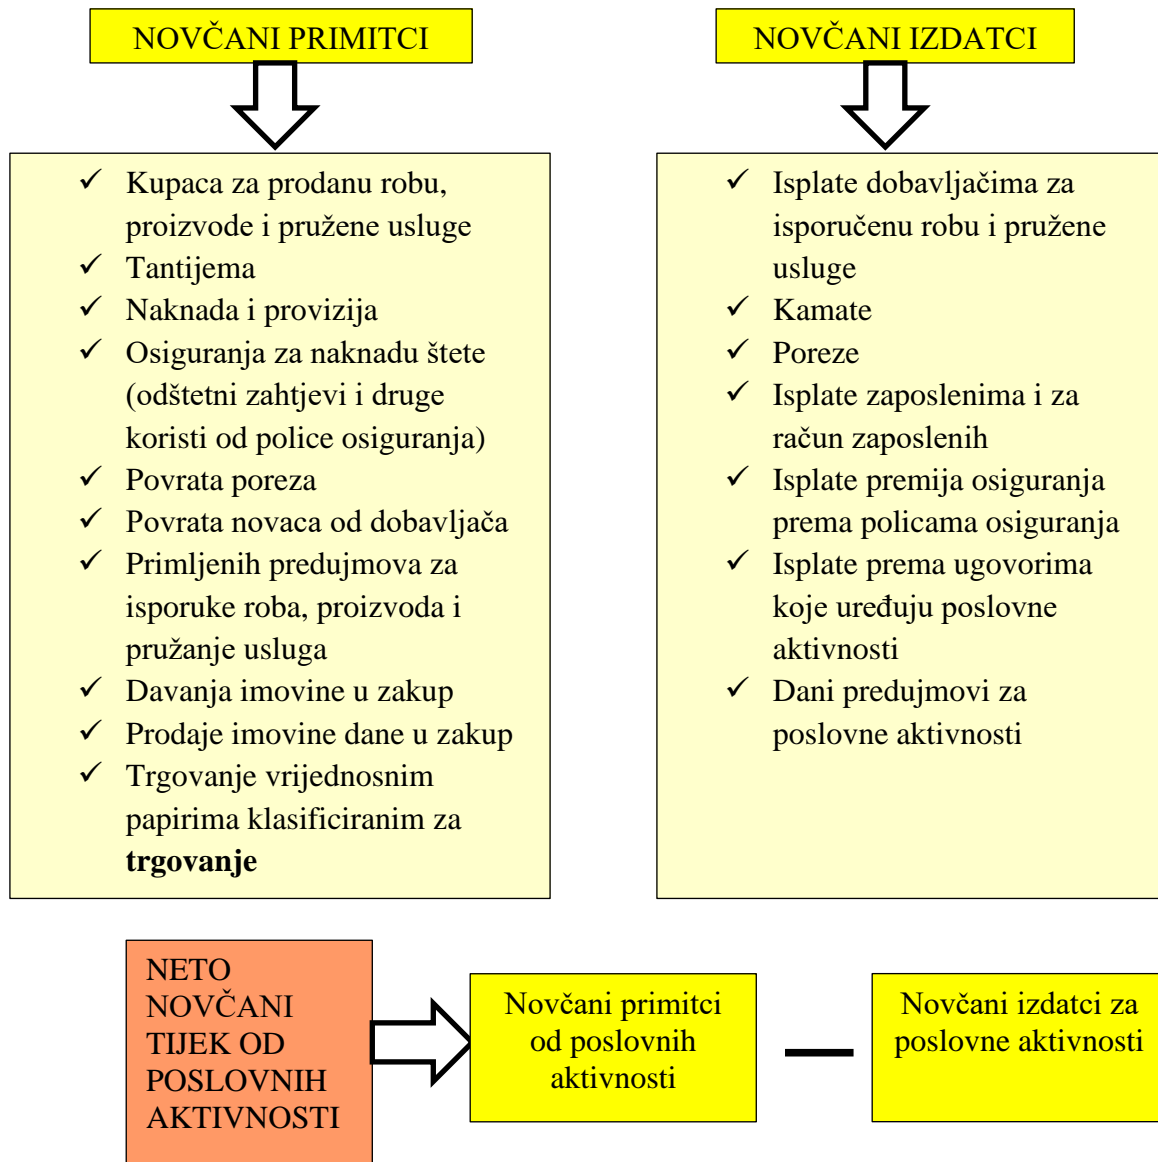 NOVČANI PRIMITCI
NOVČANI IZDATCI
✓ Kupaca za prodanu robu,
proizvode i pružene usluge
✓ Tantijema
✓ Naknada i provizija
✓ Osiguranja za naknadu štete
(odštetni zahtjevi i druge
koristi od police osiguranja)
✓ Povrata poreza
✓ Povrata novaca od dobavljača
✓ Primljenih predujmova za
isporuke roba, proizvoda i
pružanje usluga
✓ Davanja imovine u zakup
✓ Prodaje imovine dane u zakup
✓ Trgovanje vrijednosnim
papirima klasificiranim za
trgovanje
✓ Isplate dobavljačima za
isporučenu robu i pružene
usluge
✓ Kamate
✓ Poreze
✓ Isplate zaposlenima i za
račun zaposlenih
✓ Isplate premija osiguranja
prema policama osiguranja
✓ Isplate prema ugovorima
koje uređuju poslovne
aktivnosti
✓ Dani predujmovi za
poslovne aktivnosti
NETO
NOVČANI
TIJEK OD
POSLOVNIH
AKTIVNOSTI
Novčani primitci
od poslovnih
aktivnosti
Novčani izdatci za
poslovne aktivnosti